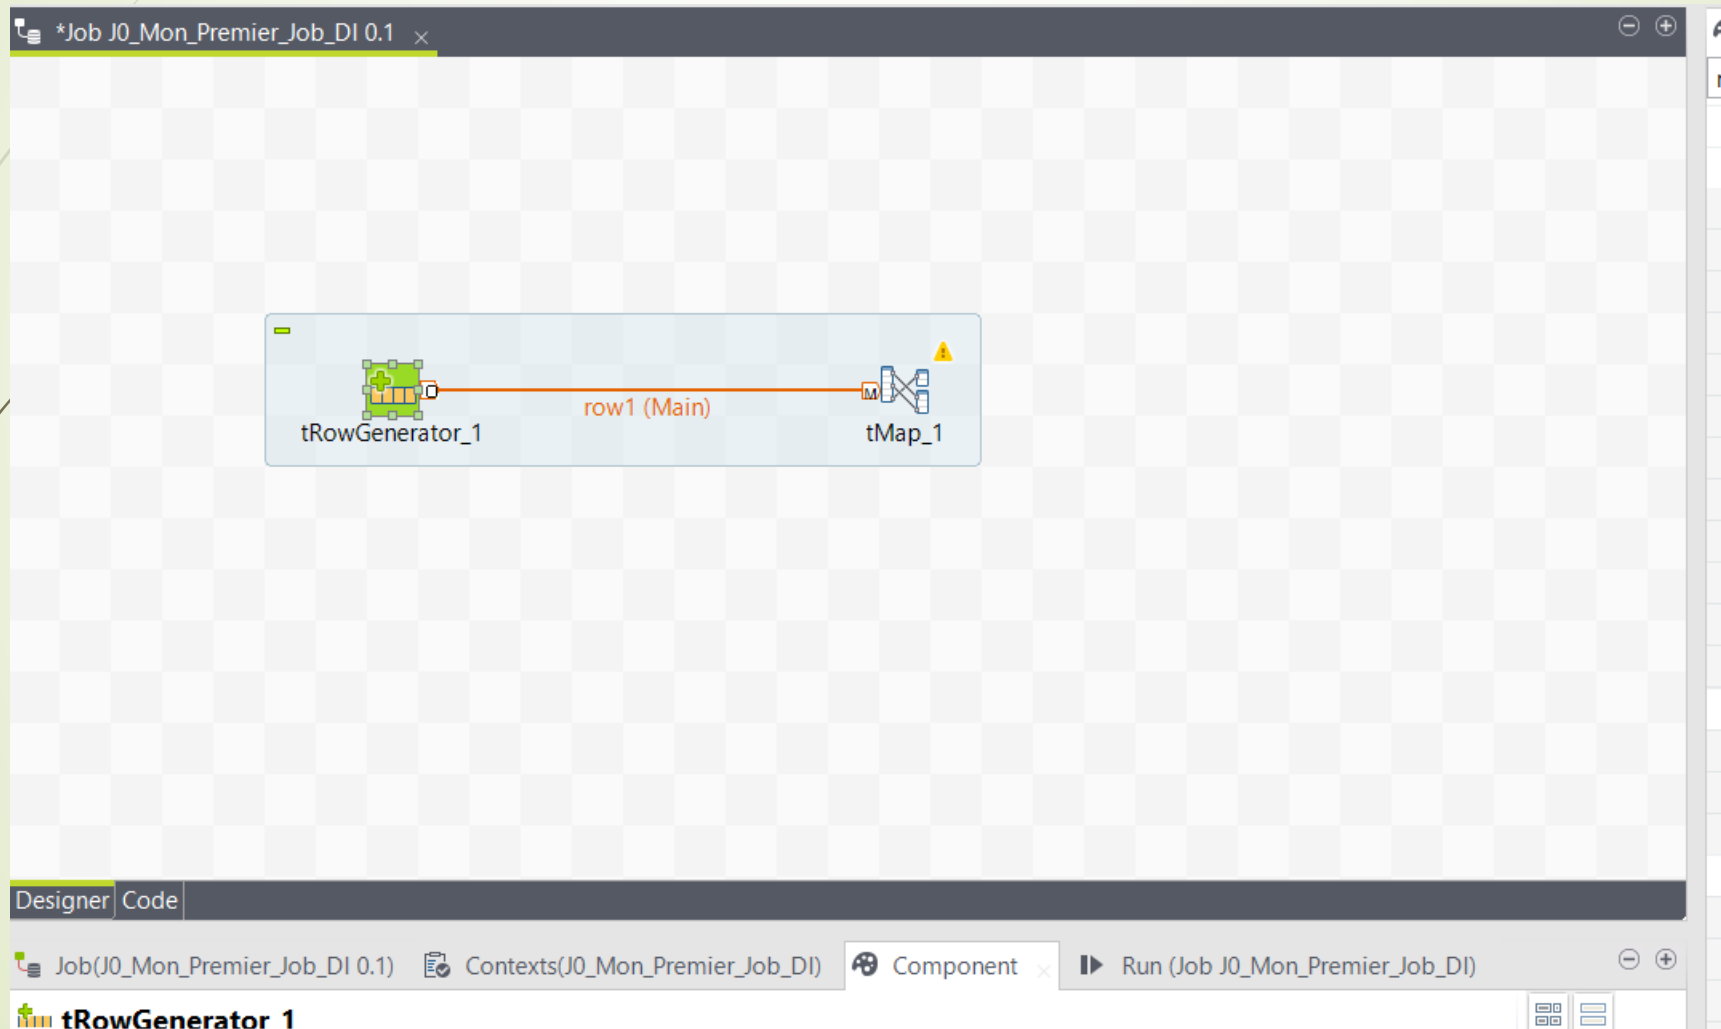 *Job J0_Mon_Premier_Job_DI 0.1
row1 (Main)
tRowGenerator_1
tMap_1
Designer
Code
Job(J0_Mon_Premier_Job_DI 0.1)
Contexts(J0_Mon_Premier_Job_DI)
Component
Run (Job J0_Mon_Premier_Job_DI)
tRowGenerator_1